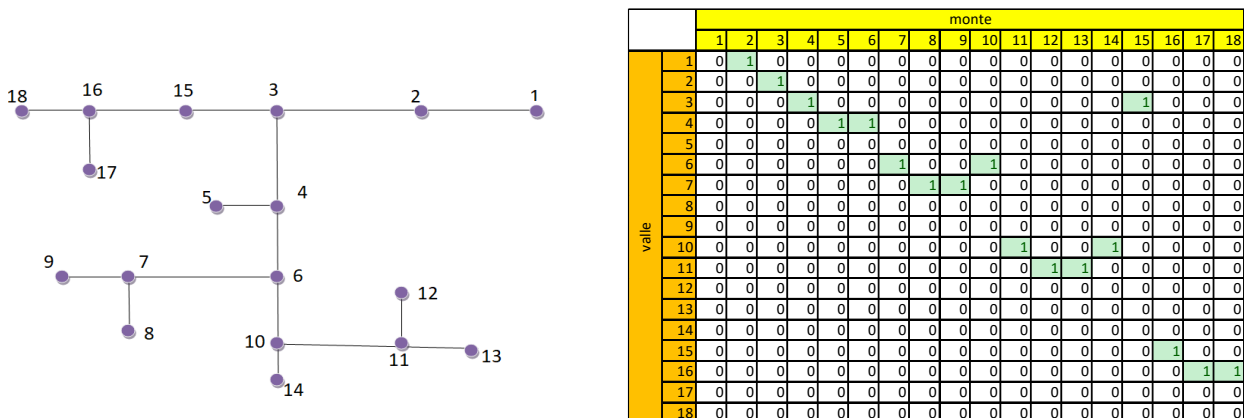 18 16 15 3 2 1
17
5 4
9 7 6
12
8
10
11 13
14
monte
1 2 3 4 5 6 7 8 9 10 11 12 13 14 15 16 17 18
valle
1 0 1 0 0 0 0 0 0 0 0 0 0 0 0 0 0 0 0
2 0 0 1 0 0 0 0 0 0 0 0 0 0 0 0 0 0 0
3 0 0 0 1 0 0 0 0 0 0 0 0 0 0 1 0 0 0
4 0 0 0 0 1 1 0 0 0 0 0 0 0 0 0 0 0 0
5 0 0 0 0 0 0 0 0 0 0 0 0 0 0 0 0 0 0
6 0 0 0 0 0 0 1 0 0 1 0 0 0 0 0 0 0 0
7 0 0 0 0 0 0 0 1 1 0 0 0 0 0 0 0 0 0
8 0 0 0 0 0 0 0 0 0 0 0 0 0 0 0 0 0 0
9 0 0 0 0 0 0 0 0 0 0 0 0 0 0 0 0 0 0
10 0 0 0 0 0 0 0 0 0 0 1 0 0 1 0 0 0 0
11 0 0 0 0 0 0 0 0 0 0 0 1 1 0 0 0 0 0
12 0 0 0 0 0 0 0 0 0 0 0 0 0 0 0 0 0 0
13 0 0 0 0 0 0 0 0 0 0 0 0 0 0 0 0 0 0
14 0 0 0 0 0 0 0 0 0 0 0 0 0 0 0 0 0 0
15 0 0 0 0 0 0 0 0 0 0 0 0 0 0 0 1 0 0
16 0 0 0 0 0 0 0 0 0 0 0 0 0 0 0 0 1 1
17 0 0 0 0 0 0 0 0 0 0 0 0 0 0 0 0 0 0
18 0 0 0 0 0 0 0 0 0 0 0 0 0 0 0 0 0 0